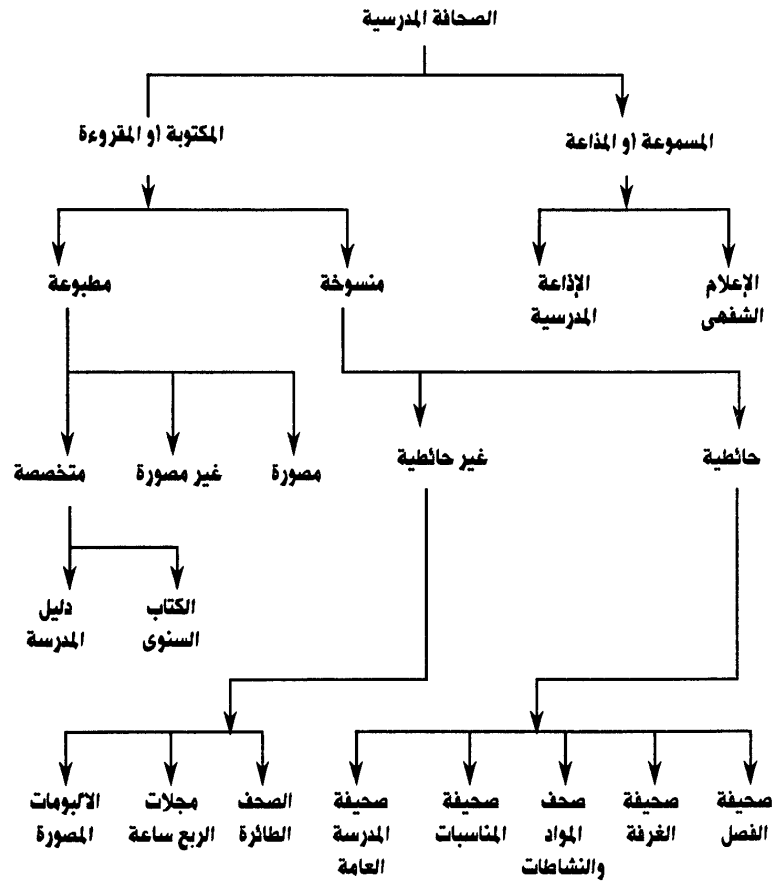 الصحافة المدرسية
المسموعة أو المذاعة
المكتوبة أو المقروءة
الإعلام
الشفهى
الإذاعة
المدرسية
منسوخة
مطبوعة
حائطية
غير حائطية
مصورة
غير مصورة
متخصصة
الكتاب
السنوى
دليل
المدرسة
صحيفة
الفصل
صحيفة
الغرفة
صحف
المواد
والنشاطات
صحيفة
المناسبات
صحيفة
المدرسة
العامة
الصحف
الطائرة
مجلات
الربع ساعة
الالبومات
المصورة